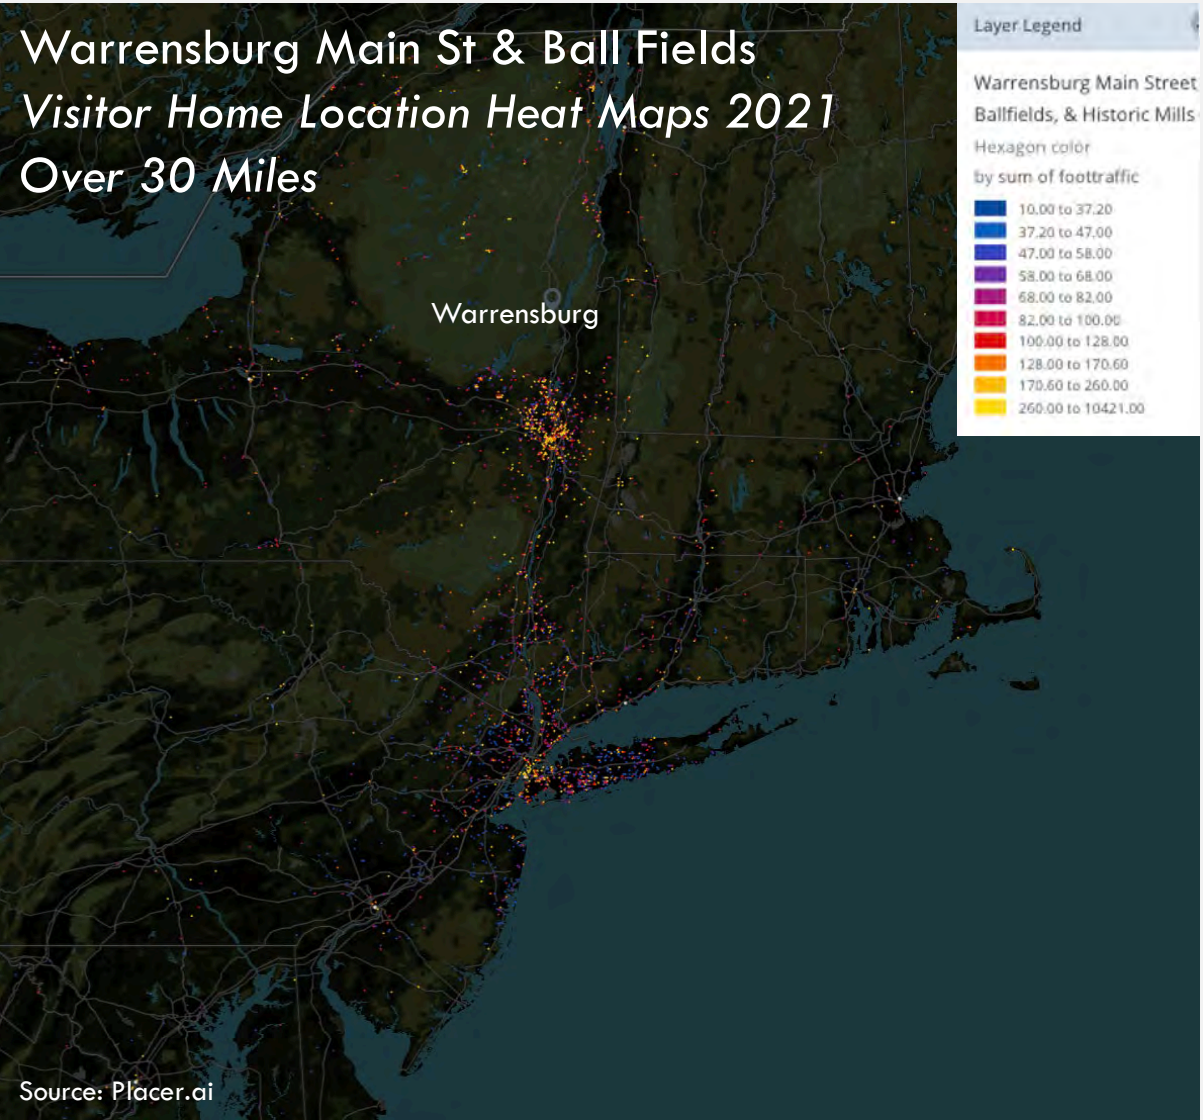 Warrensburg Main St & Ball Fields
Visitor Home Location Heat Maps 2021
Over 30 Miles
Layer Legend
Warrensburg Main Street
Ballfields, & Historic Mills
Hexagon color
by sum of foottraffic
10.00 to 37.20
37.20 to 47.00
47.00 to 58.00
58.00 to 68.00
68.00 to 82.00
82.00 to 100.00
100.00 to 128.00
128.00 to 170.60
170.60 to 260.00
260.00 to 10421.00
Warrensburg
Source: Placer.ai